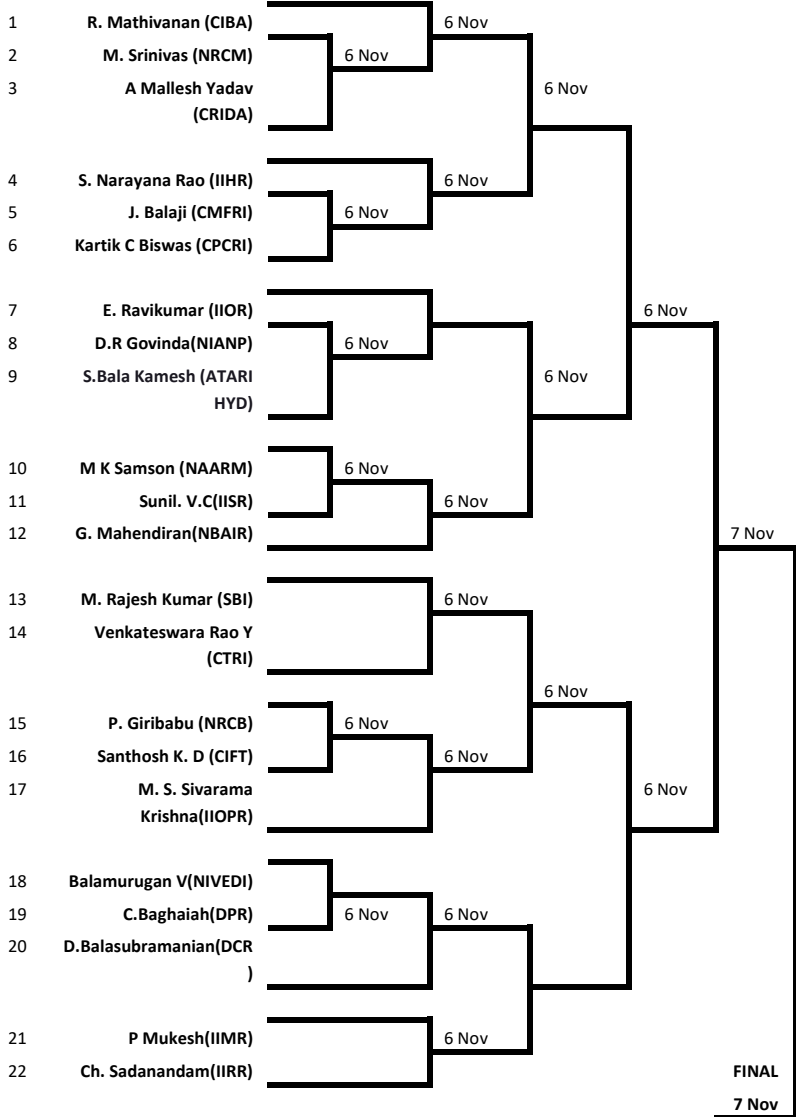 6 Nov
1 R. Mathivanan (CIBA)
2 M. Srinivas (NRCM) 6 Nov
3 A Mallesh Yadav 6 Nov
(CRIDA)
4 S. Narayana Rao (IIHR) 6 Nov
5 J. Balaji (CMFRI) 6 Nov
6 Kartik C Biswas (CPCRI)
7 E. Ravikumar (IIOR) 6 Nov
8 D.R Govinda(NIANP) 6 Nov
9 S.Bala Kamesh (ATARI 6 Nov
HYD)
10 M K Samson (NAARM) 6 Nov
11 Sunil. V.C(IISR) 6 Nov
12 G. Mahendiran(NBAIR) 7 Nov
13 M. Rajesh Kumar (SBI) 6 Nov
14 Venkateswara Rao Y
(CTRI)
6 Nov
15 P. Giribabu (NRCB) 6 Nov
16 Santhosh K. D (CIFT) 6 Nov
17 M. S. Sivarama 6 Nov
Krishna(IIOPR)
18 Balamurugan V(NIVEDI)
19 C.Baghaiah(DPR) 6 Nov 6 Nov
20 D.Balasubramanian(DCR
)
21 P Mukesh(IIMR) 6 Nov
22 Ch. Sadanandam(IIRR) FINAL
7 Nov